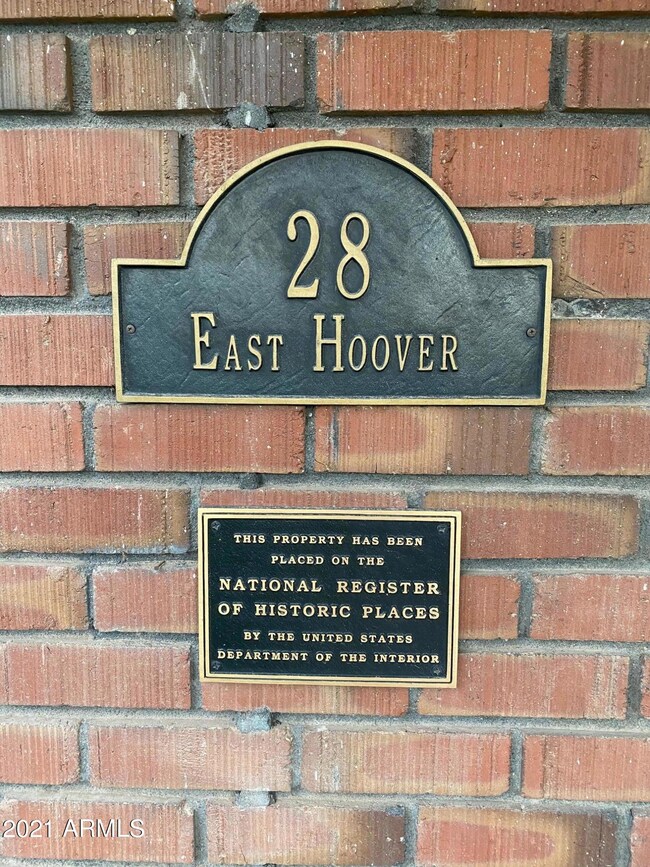 28
EAST HOOVER
THIS PROPERTY HAS BEEN
PLACED ON THE
NATIONAL REGISTER
OF HISTORIC PLACES
BY THE UNITED STATES
DEPARTMENT OF THE INTERIOR
2021 ARMLS